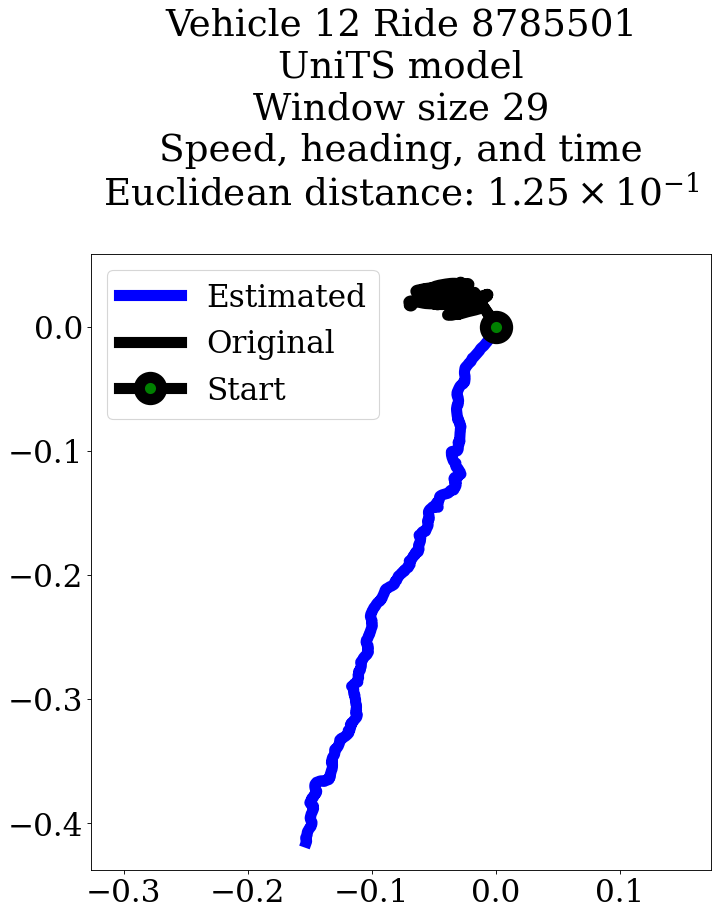 Vehicle 12 Ride 8785501
UniTS model
Window size 29
Speed, heading, and time
Euclidean distance: $1.25 \times 10^{-1}$
Estimated
Original
Start
0.0
−0.1
−0.2
−0.3
−0.4
−0.3
−0.2
−0.1
0.0
0.1